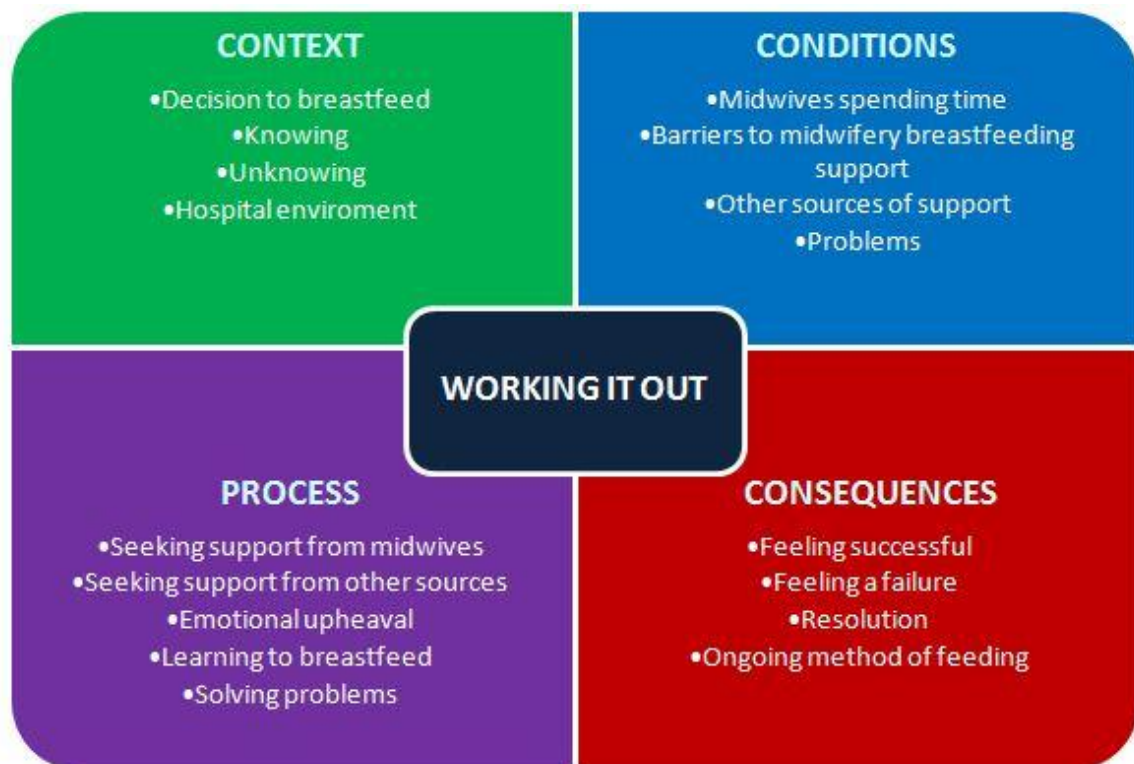 CONTEXT
•Decision to breastfeed
•Knowing
•Unknowing
•Hospital enviroment
CONDITIONS
•Midwives spending time
•Barriers to midwifery breastfeeding
support
•Other sources of support
•Problems
WORKING IT OUT
PROCESS
•Seeking support from midwives
•Seeking support from other sources
•Emotional upheaval
•Learning to breastfeed
•Solving problems
CONSEQUENCES
•Feeling successful
•Feeling a failure
•Resolution
•Ongoing method of feeding